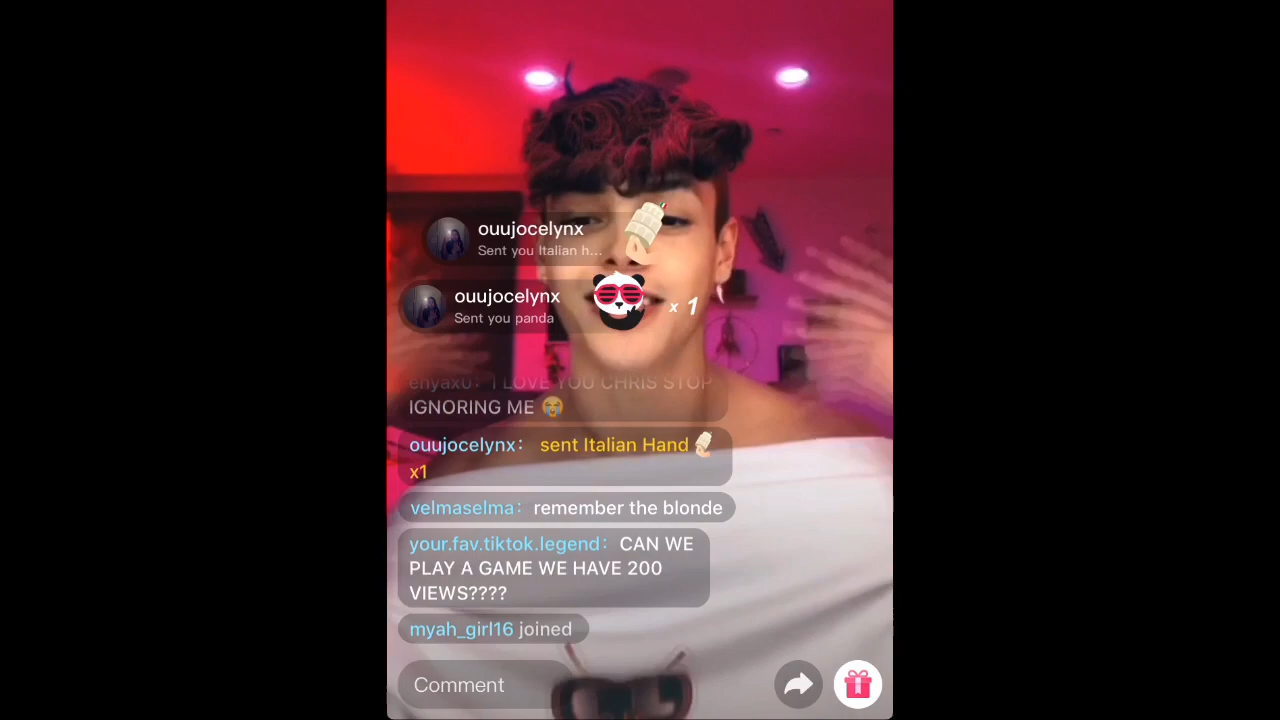 ouujocelynx
Sent you Italian h...
ouujocelynx
Sent you panda
x 1
enyaxo: I LOVE YOU CHRIS STOP
IGNORING ME 😭
ouujocelynx: sent Italian Hand
x1
velmaselma: remember the blonde
your.fav.tiktok.legend: CAN WE
PLAY A GAME WE HAVE 200
VIEWS????
myah_girl16 joined
Comment